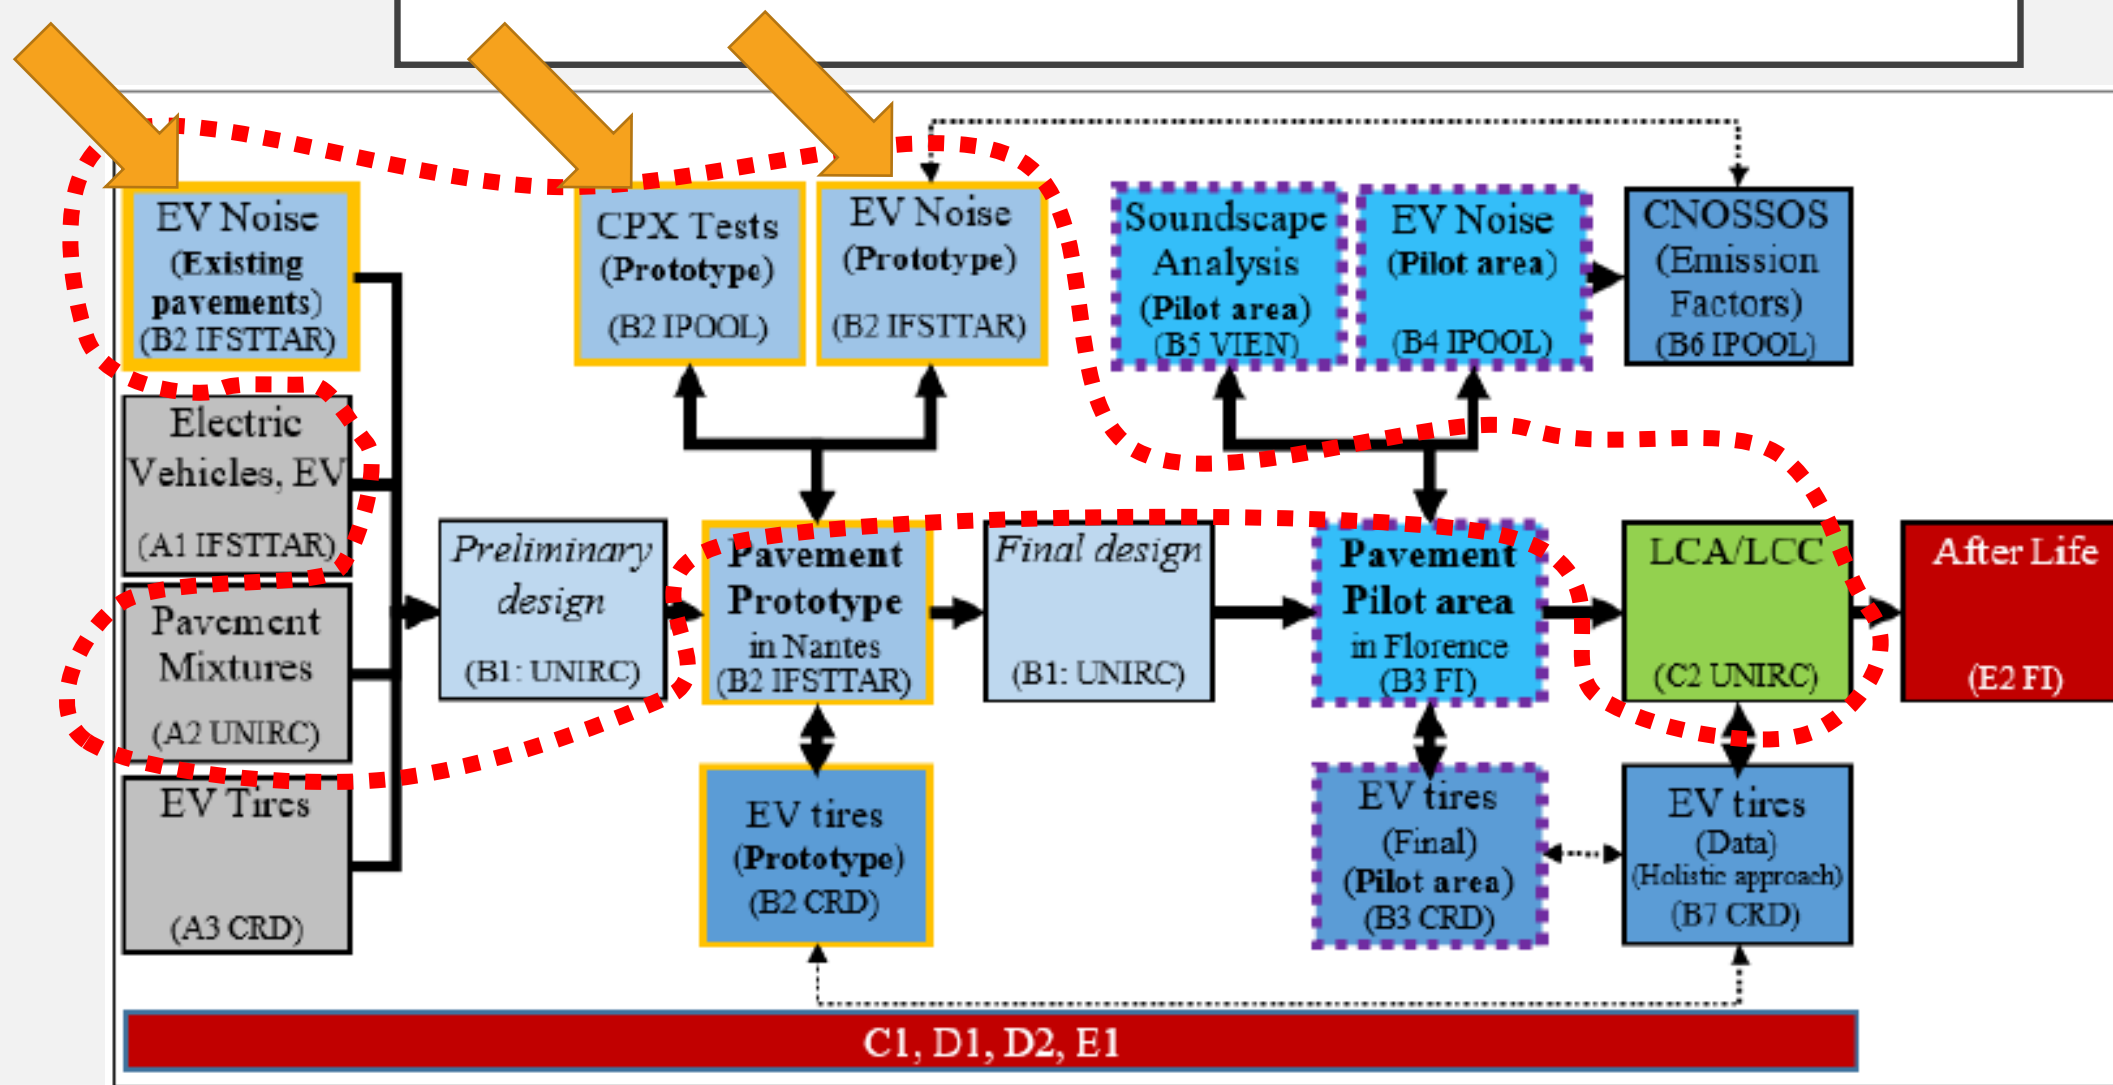 EV Noise
(Existing
pavements)
(B2 IFSTTAR)
CPX Tests
(Prototype)
(B2 IPOOL)
EV Noise
(Prototype)
(B2 IFSTTAR)
Soundscape
Analysis
(Pilot area)
(B5 VIEN)
EV Noise
(Pilot area)
(B4 IPOOL)
CNOSSOS
(Emission
Factors)
(B6 IPOOL)
Electric
Vehicles, EV
(A1 IFSTTAR)
Pavement
Mixtures
(A2 UNIRC)
EV Tires
(A3 CRD)
Preliminary
design
(B1: UNIRC)
Pavement
Prototype
in Nantes
(B2 IFSTTAR)
Final design
(B1: UNIRC)
Pavement
Pilot area
in Florence
(B3 FI)
LCA/LCC
(C2 UNIRC)
After Life
(E2 FI)
EV tires
(Prototype)
(B2 CRD)
EV tires
(Final)
(Pilot area)
(B3 CRD)
EV tires
(Data)
(Holistic approach)
(B7 CRD)
C1, D1, D2, E1